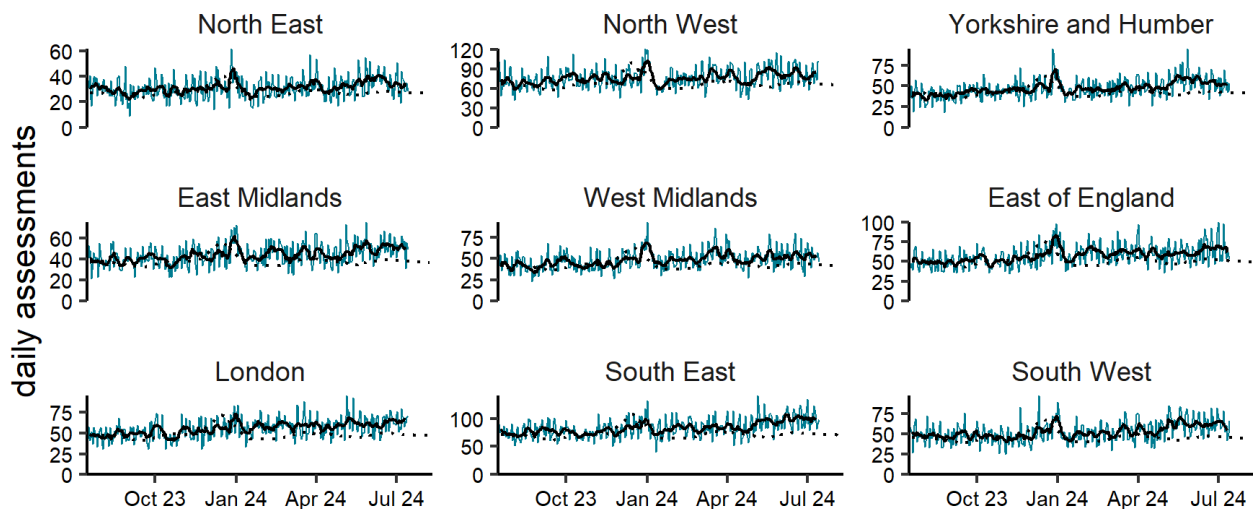 North East
North West
Yorkshire and Humber
60
40
20
0
120
90
60
30
0
75
50
25
0
daily assessments
East Midlands
West Midlands
East of England
60
40
20
0
75
50
25
0
100
75
50
25
0
London
South East
South West
75
50
25
0
100
50
0
75
50
25
0
Oct 23
Jan 24
Apr 24
Jul 24
Oct 23
Jan 24
Apr 24
Jul 24
Oct 23
Jan 24
Apr 24
Jul 24